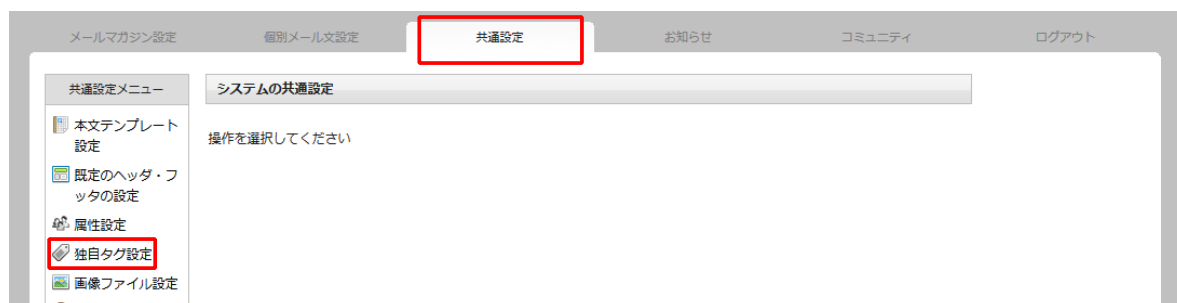 メールマガジン設定 個別メール文設定 共通設定 お知らせ コミュニティ ログアウト
共通設定メニュー
システムの共通設定
本文テンプレート
設定
操作を選択してください
既定のヘッダ・フ
ッタの設定
属性設定
独自タグ設定
画像ファイル設定